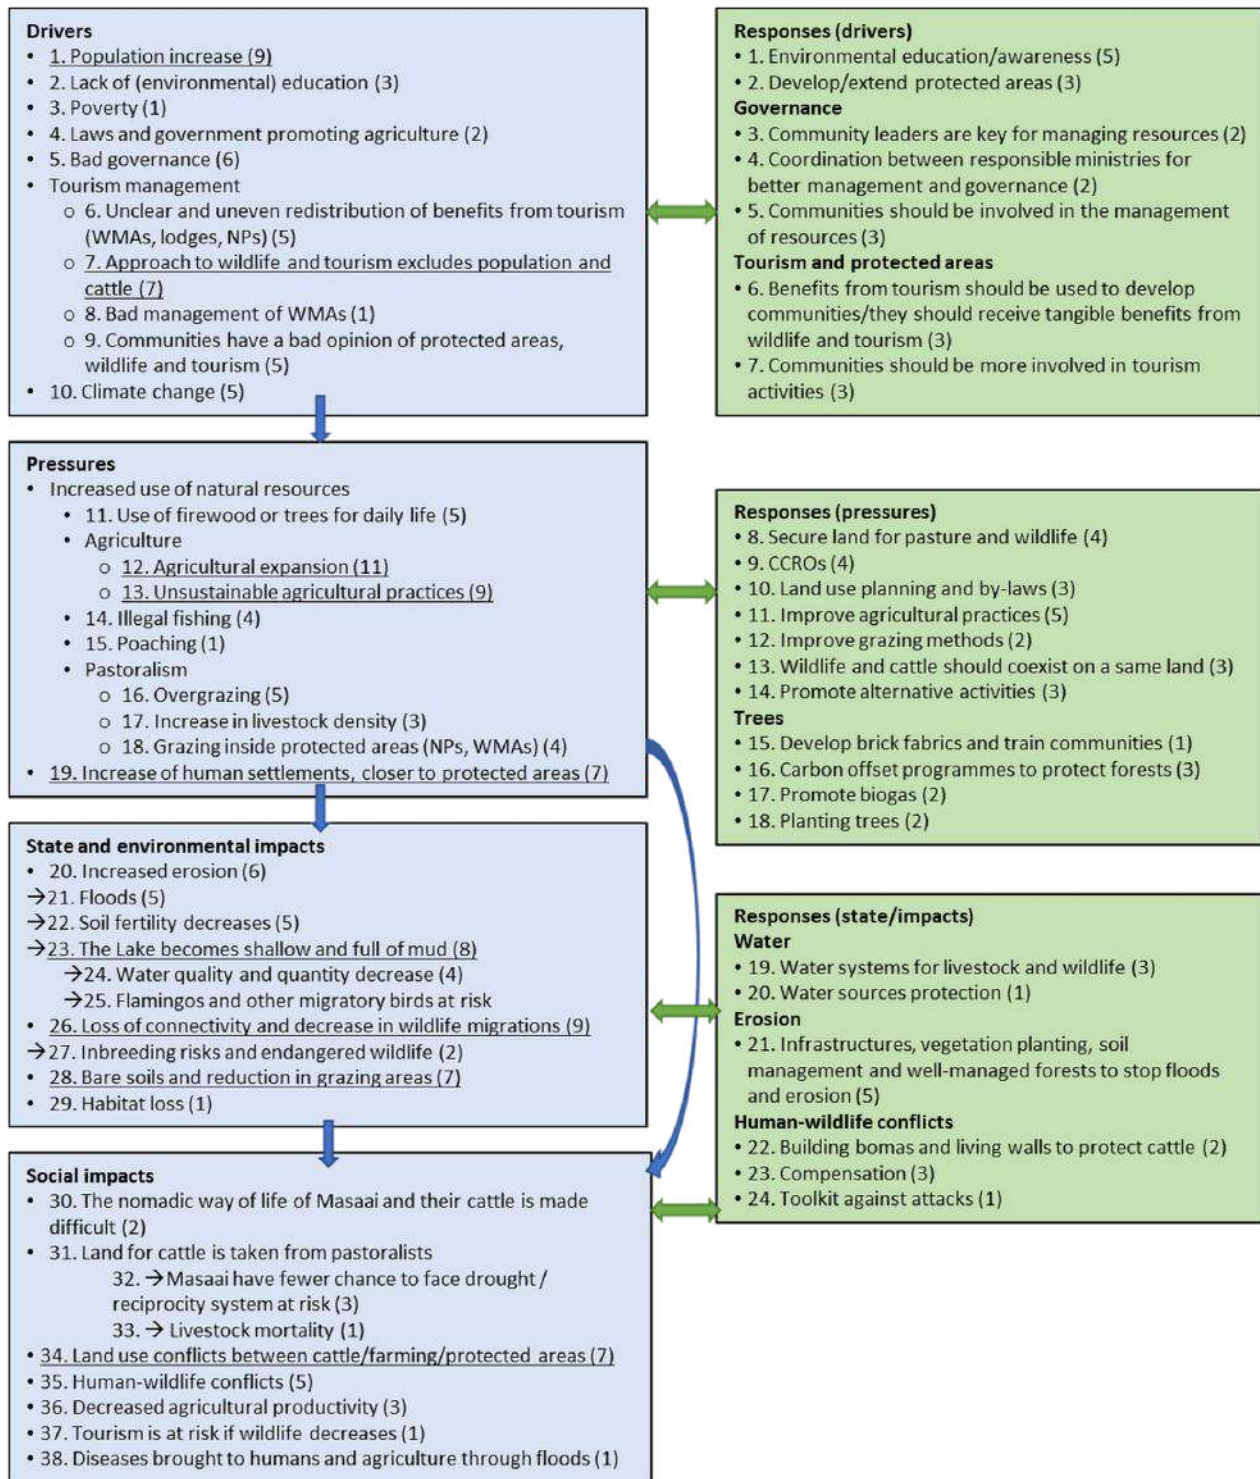 Drivers
• 1. Population increase (9)
• 2. Lack of (environmental) education (3)
• 3. Poverty (1)
• 4. Laws and government promoting agriculture (2)
• 5. Bad governance (6)
• Tourism management
o 6. Unclear and uneven redistribution of benefits from tourism
(WMAs, lodges, NPs) (5)
o 7. Approach to wildlife and tourism excludes population and
cattle (7)
o 8. Bad management of WMAs (1)
o 9. Communities have a bad opinion of protected areas,
wildlife and tourism (5)
• 10. Climate change (5)
Responses (drivers)
• 1. Environmental education/awareness (5)
• 2. Develop/extend protected areas (3)
Governance
• 3. Community leaders are key for managing resources (2)
• 4. Coordination between responsible ministries for
better management and governance (2)
• 5. Communities should be involved in the management
of resources (3)
Tourism and protected areas
• 6. Benefits from tourism should be used to develop
communities/they should receive tangible benefits from
wildlife and tourism (3)
• 7. Communities should be more involved in tourism
activities (3)
Pressures
• Increased use of natural resources
• 11. Use of firewood or trees for daily life (5)
• Agriculture
o 12. Agricultural expansion (11)
o 13. Unsustainable agricultural practices (9)
• 14. Illegal fishing (4)
• 15. Poaching (1)
• Pastoralism
o 16. Overgrazing (5)
o 17. Increase in livestock density (3)
o 18. Grazing inside protected areas (NPs, WMAs) (4)
• 19. Increase of human settlements, closer to protected areas (7)
Responses (pressures)
• 8. Secure land for pasture and wildlife (4)
• 9. CCROs (4)
• 10. Land use planning and by-laws (3)
• 11. Improve agricultural practices (5)
• 12. Improve grazing methods (2)
• 13. Wildlife and cattle should coexist on a same land (3)
• 14. Promote alternative activities (3)
Trees
• 15. Develop brick fabrics and train communities (1)
• 16. Carbon offset programmes to protect forests (3)
• 17. Promote biogas (2)
• 18. Planting trees (2)
State and environmental impacts
• 20. Increased erosion (6)
→21. Floods (5)
→22. Soil fertility decreases (5)
→23. The Lake becomes shallow and full of mud (8)
→24. Water quality and quantity decrease (4)
→25. Flamingos and other migratory birds at risk
• 26. Loss of connectivity and decrease in wildlife migrations (9)
→27. Inbreeding risks and endangered wildlife (2)
• 28. Bare soils and reduction in grazing areas (7)
• 29. Habitat loss (1)
Responses (state/impacts)
Water
• 19. Water systems for livestock and wildlife (3)
• 20. Water sources protection (1)
Erosion
• 21. Infrastructures, vegetation planting, soil
management and well-managed forests to stop floods
and erosion (5)
Human-wildlife conflicts
• 22. Building bomas and living walls to protect cattle (2)
• 23. Compensation (3)
• 24. Toolkit against attacks (1)
Social impacts
• 30. The nomadic way of life of Masaai and their cattle is made
difficult (2)
• 31. Land for cattle is taken from pastoralists
32. →Masaai have fewer chance to face drought /
reciprocity system at risk (3)
33. → Livestock mortality (1)
• 34. Land use conflicts between cattle/farming/protected areas (7)
• 35. Human-wildlife conflicts (5)
• 36. Decreased agricultural productivity (3)
• 37. Tourism is at risk if wildlife decreases (1)
• 38. Diseases brought to humans and agriculture through floods (1)